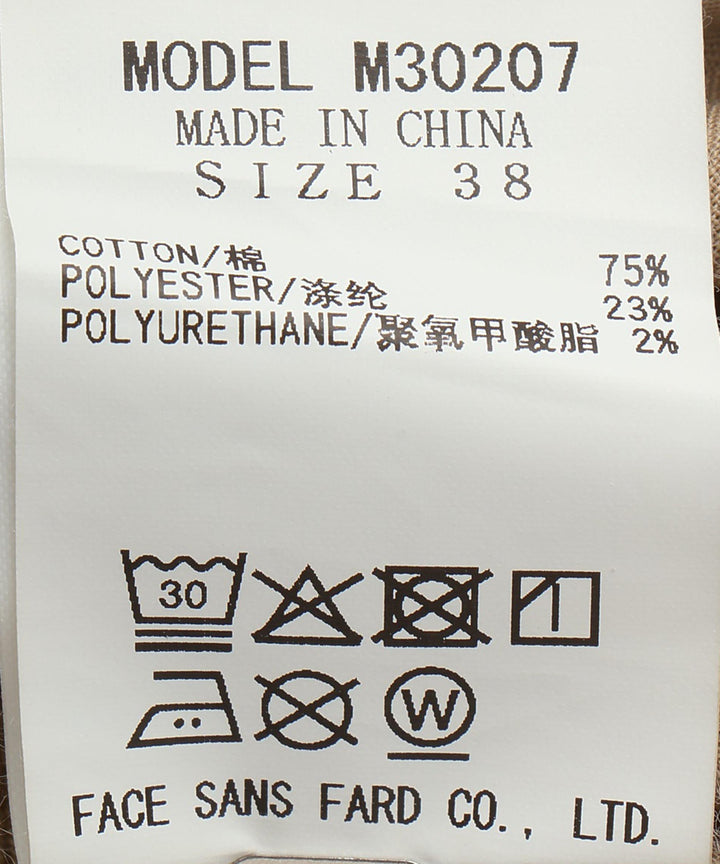 MODEL M30207
MADE IN CHINA
SIZE 38
COTTON/棉 75%
POLYESTER/涤纶 23%
POLYURETHANE/聚氧甲酸脂 2%
30
W
FACE SANS FARD CO., LTD.